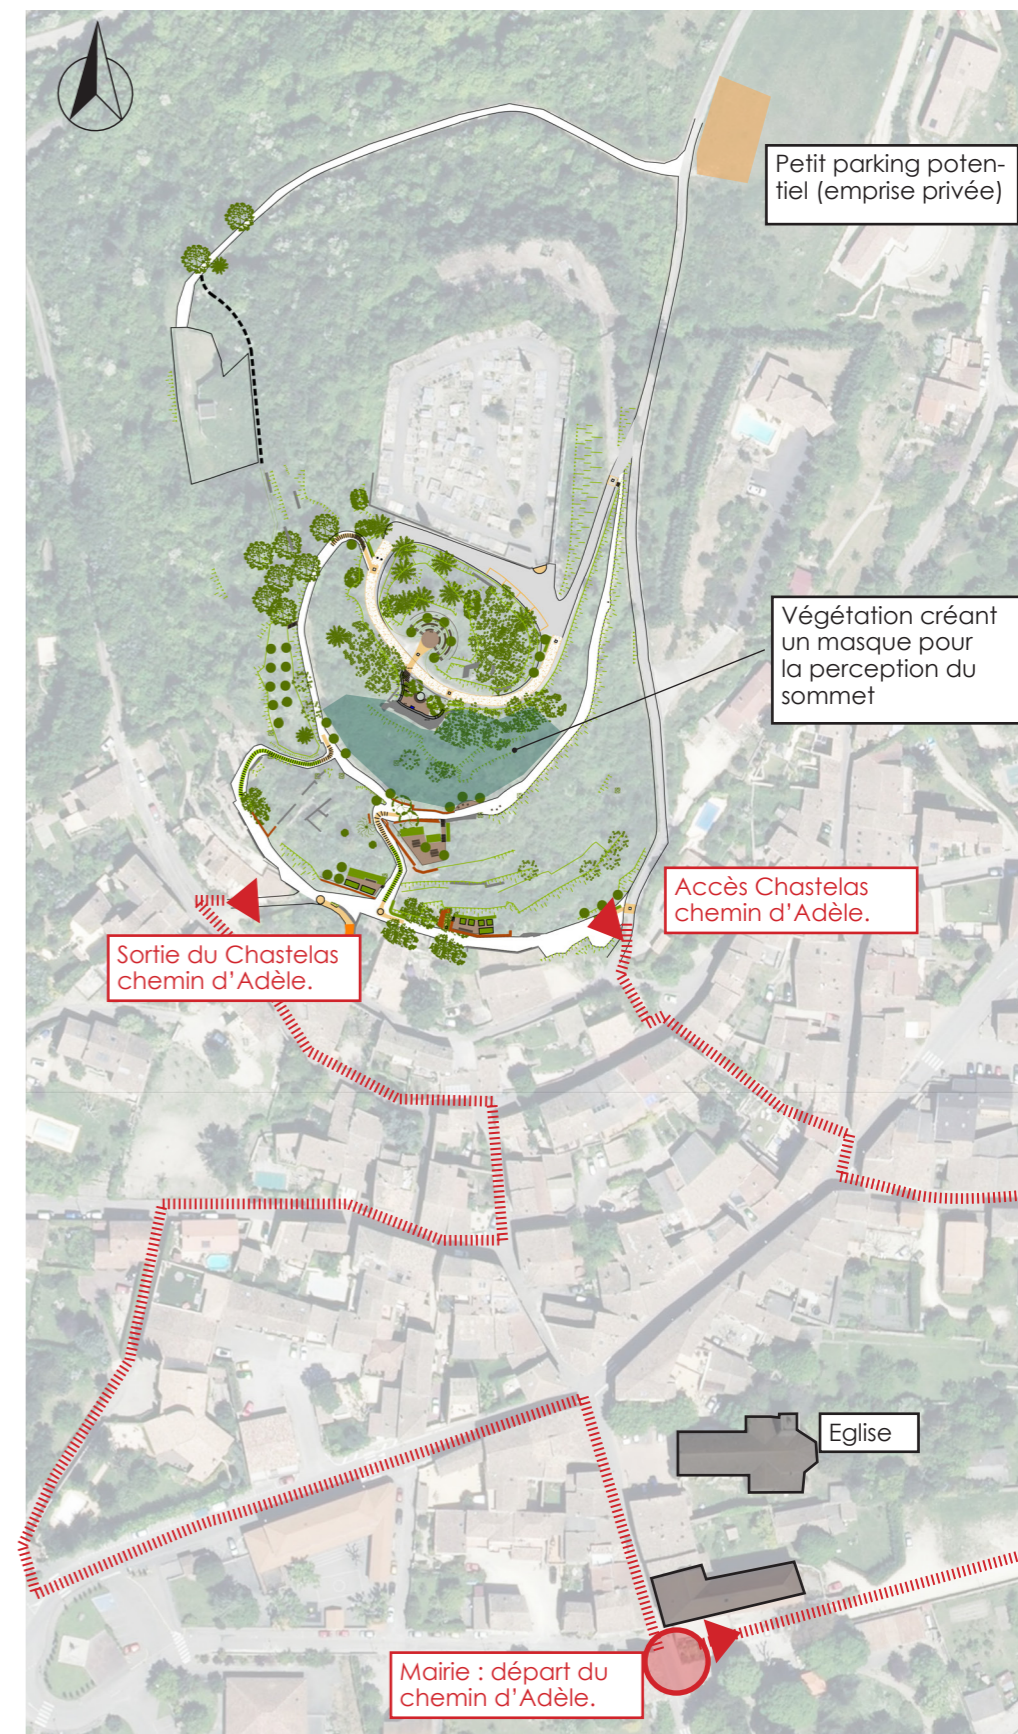 Petit parking poten-
tiel (emprise privée)
Végétation créant
un masque pour
la perception du
sommet
Accès Chastelas
chemin d'Adèle.
Sortie du Chastelas
chemin d'Adèle.
Eglise
Mairie : départ du
chemin d'Adèle.